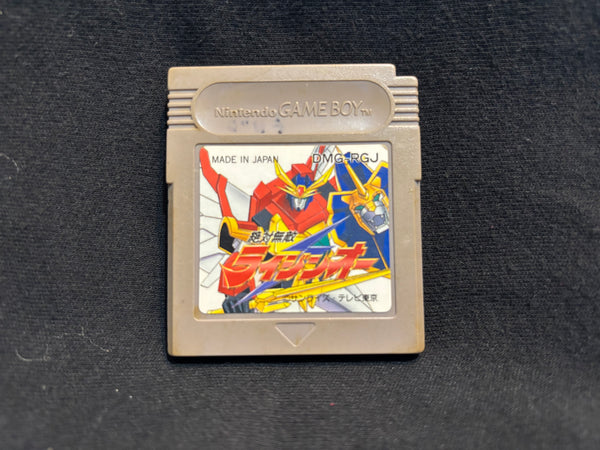 Nintendo GAME BOY TM
MADE IN JAPAN DMG-RGJ
絶対無敵
ライジンオー
©サンライズ・テレビ東京